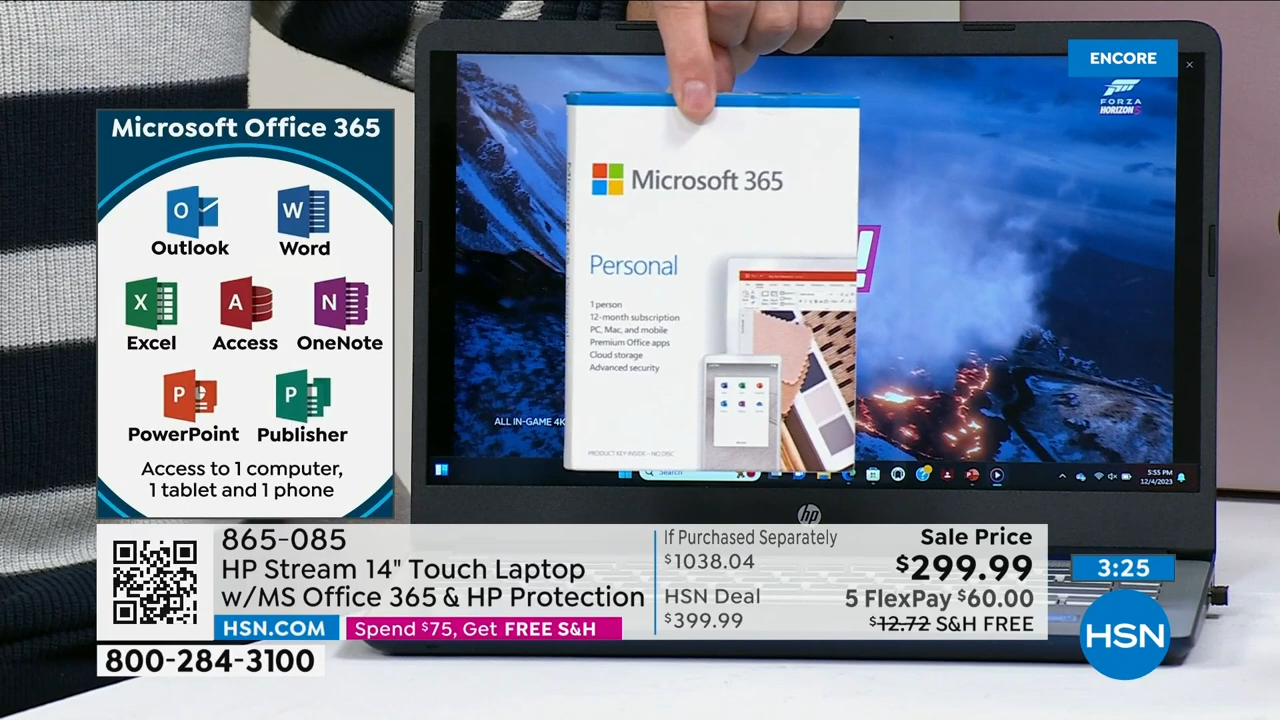 ENCORE
FORZA
HORIZON 5
Microsoft Office 365
Outlook
Word
Excel
Access
OneNote
PowerPoint
Publisher
Access to 1 computer,
1 tablet and 1 phone
Microsoft 365
Personal
1 person
12-month subscription
PC, Mac, and mobile
Premium Office apps
Cloud storage
Advanced security
PRODUCT KEY INSIDE - NO DISC
ALL IN-GAME 4K
Search
5:55 PM
12/4/2023
hp
865-085
HP Stream 14" Touch Laptop
w/MS Office 365 & HP Protection
HSN.COM
Spend $75, Get FREE S&H
800-284-3100
If Purchased Separately
$1038.04
HSN Deal
$399.99
Sale Price
$299.99
5 FlexPay $60.00
$12.72 S&H FREE
3:25
HSN